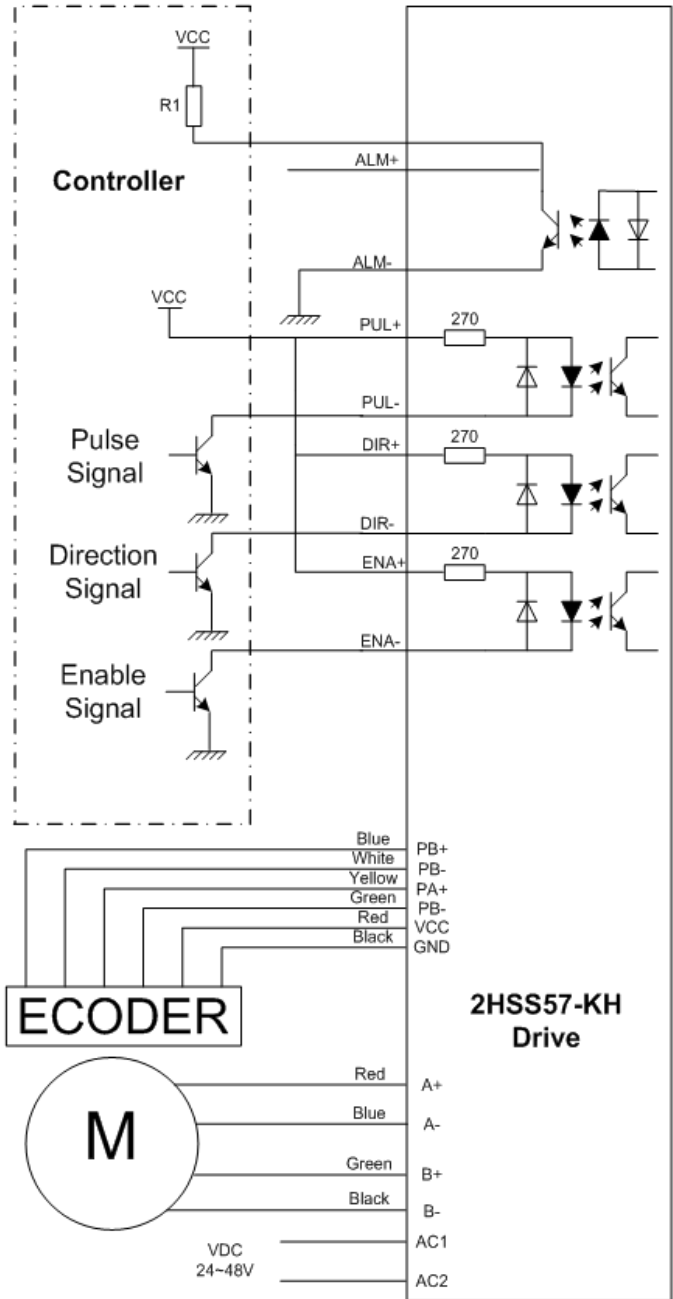 VCC
R1
ALM+
Controller
ALM-
VCC
PUL+
270
PUL-
Pulse
Signal
DIR+
270
DIR-
Direction
Signal
ENA+
270
ENA-
Enable
Signal
Blue
PB+
White
PB-
Yellow
PA+
Green
PB-
Red
VCC
Black
GND
ECODER
2HSS57-KH
Drive
M
Red
A+
Blue
A-
Green
B+
Black
B-
VDC
24~48V
AC1
AC2